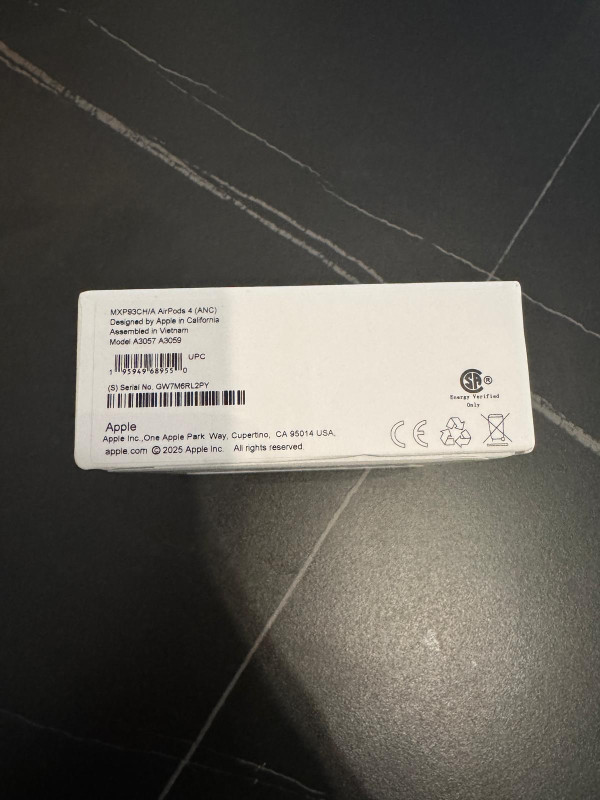 MXP93CH/A AirPods 4 (ANC)
Designed by Apple in California
Assembled in Vietnam
Model A3057 A3059
UPC
1 95949 68955 0
(S) Serial No. GW7M6RL2PY
Apple
Apple Inc.,One Apple Park Way, Cupertino, CA 95014 USA.
apple.com © 2025 Apple Inc. All rights reserved.
SA ®
Energy Verified
Only
CE